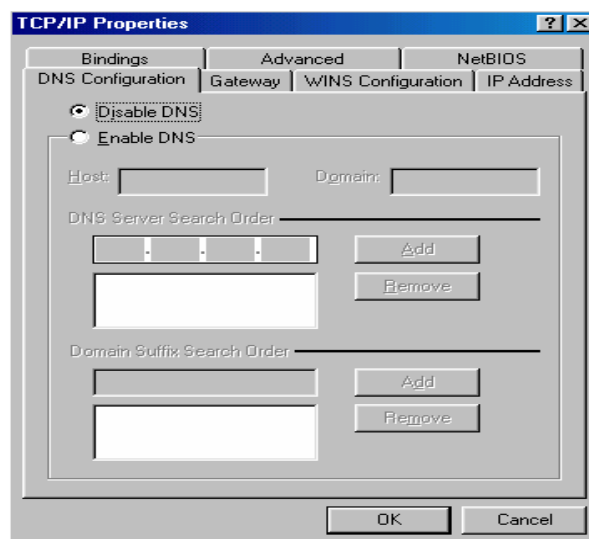 TCP/IP Properties
Bindings Advanced NetBIOS
DNS Configuration Gateway WINS Configuration IP Address
Disable DNS
Enable DNS
Host: Domain:
DNS Server Search Order
Add
Remove
Domain Suffix Search Order
Add
Remove
OK Cancel